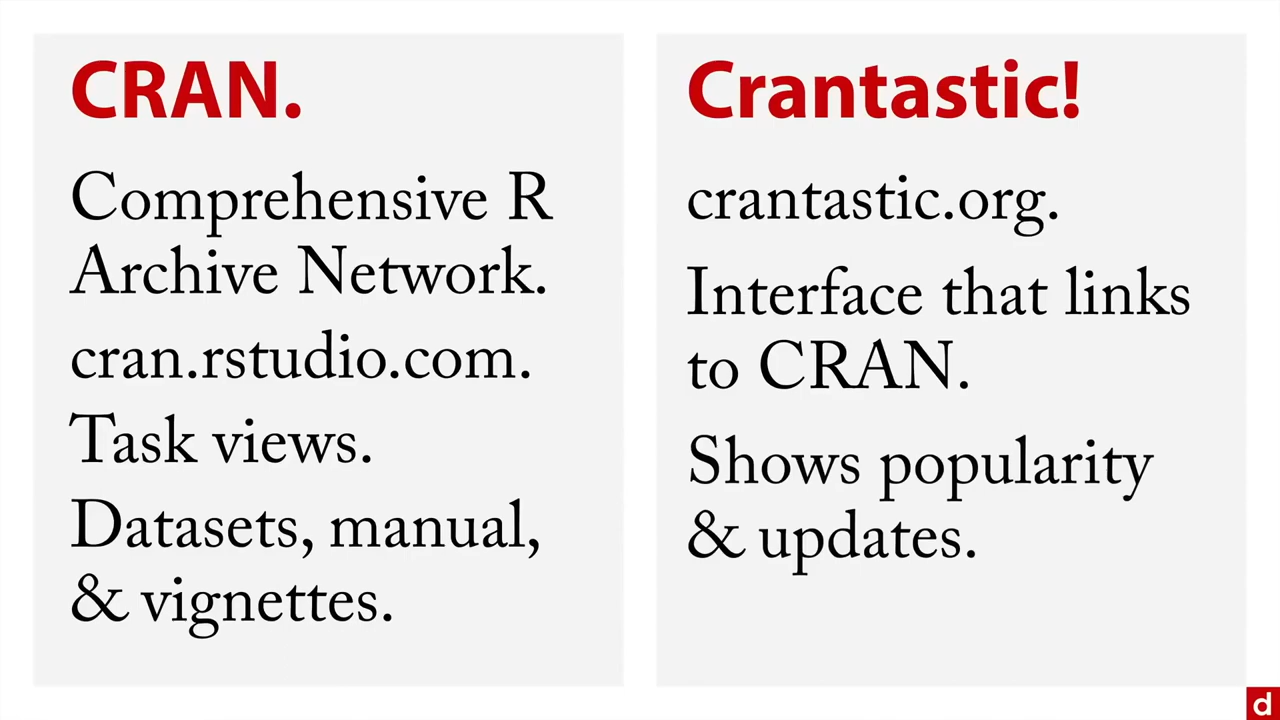 CRAN.
Comprehensive R
Archive Network.
cran.rstudio.com.
Task views.
Datasets, manual,
& vignettes.
Crantastic!
crantastic.org.
Interface that links
to CRAN.
Shows popularity
& updates.
d